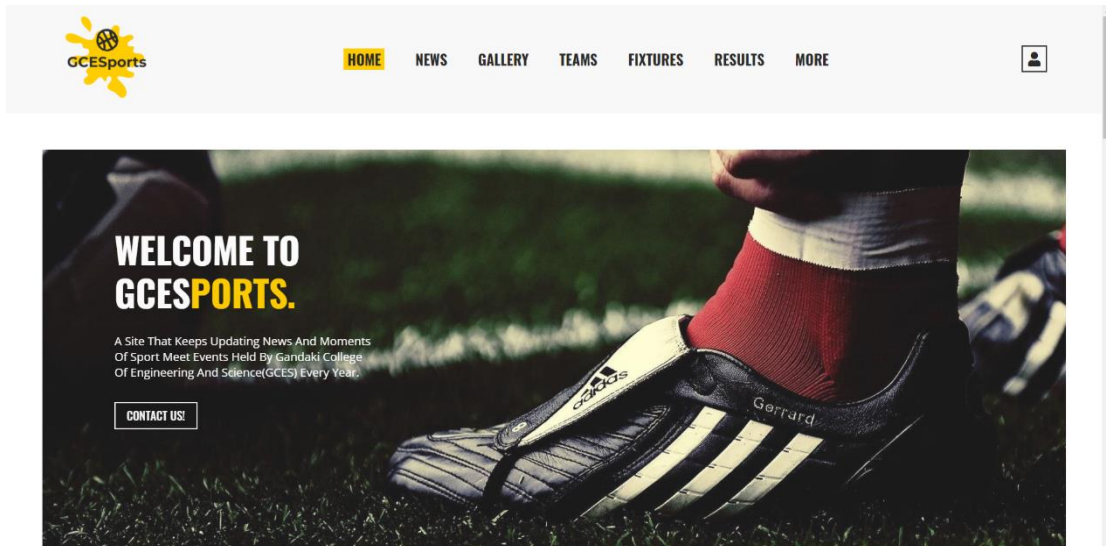 GCESports
HOME NEWS GALLERY TEAMS FIXTURES RESULTS MORE
WELCOME TO
GCESPORTS.
A Site That Keeps Updating News And Moments
Of Sport Meet Events Held By Gandaki College
Of Engineering And Science(GCES) Every Year.
CONTACT US!
adidas
Gerrard
8